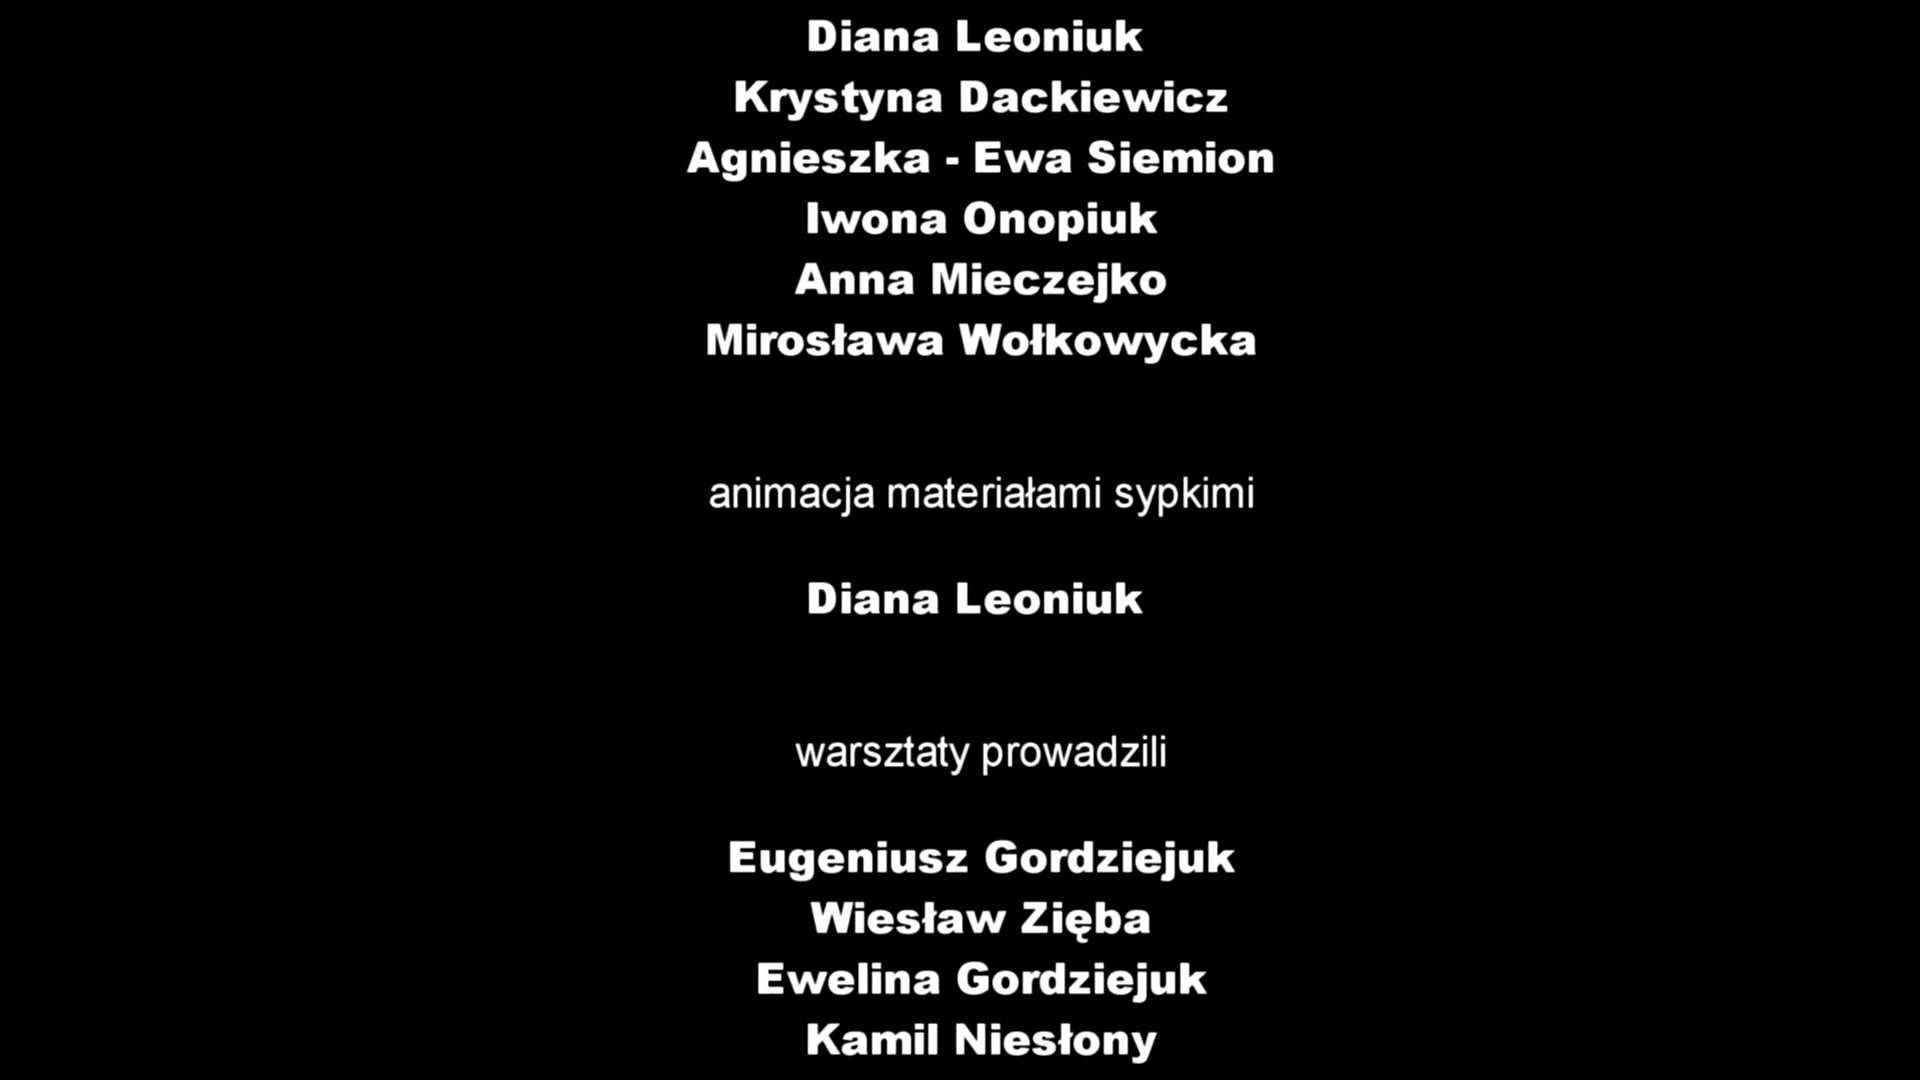 Diana Leoniuk
Krystyna Dackiewicz
Agnieszka - Ewa Siemion
Iwona Onopiuk
Anna Mieczejko
Mirosława Wołkowycka
animacja materiałami sypkimi
Diana Leoniuk
warsztaty prowadzili
Eugeniusz Gordziejuk
Wiesław Zięba
Ewelina Gordziejuk
Kamil Niesłony